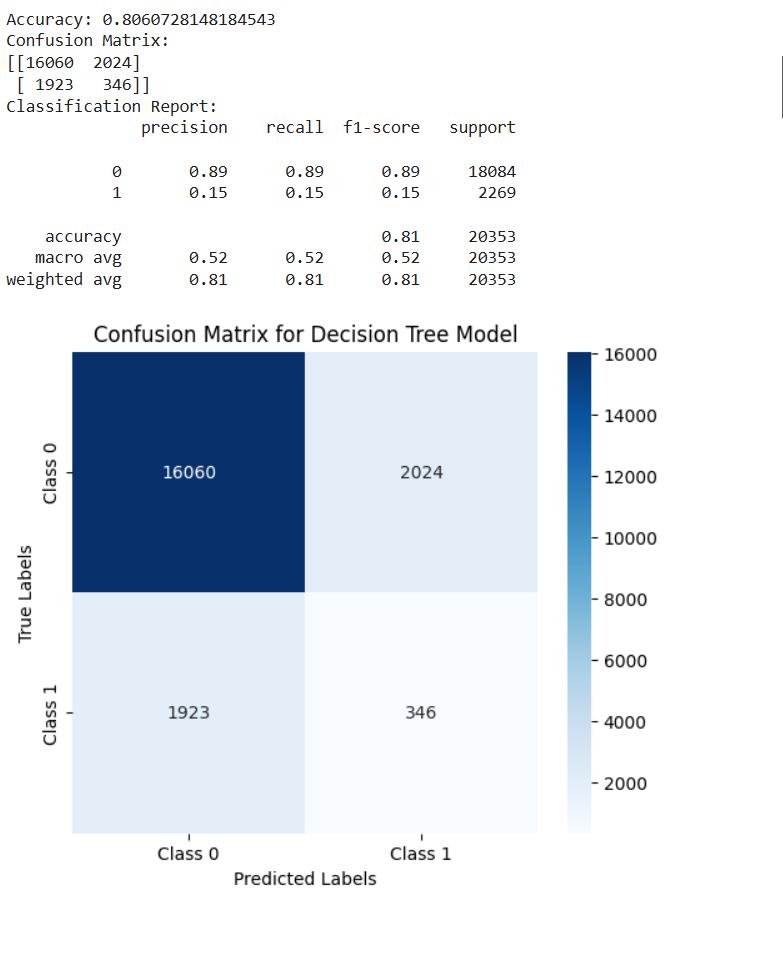 Accuracy: 0.8060728148184543
Confusion Matrix:
[[16060  2024]
 [ 1923   346]]
Classification Report:
              precision    recall  f1-score   support

           0       0.89      0.89      0.89     18084
           1       0.15      0.15      0.15      2269

    accuracy                           0.81     20353
   macro avg       0.52      0.52      0.52     20353
weighted avg       0.81      0.81      0.81     20353
Confusion Matrix for Decision Tree Model
16000
14000
12000
10000
8000
6000
4000
2000
True Labels
Class 0
16060 2024
Class 1
1923 346
Class 0 Class 1
Predicted Labels